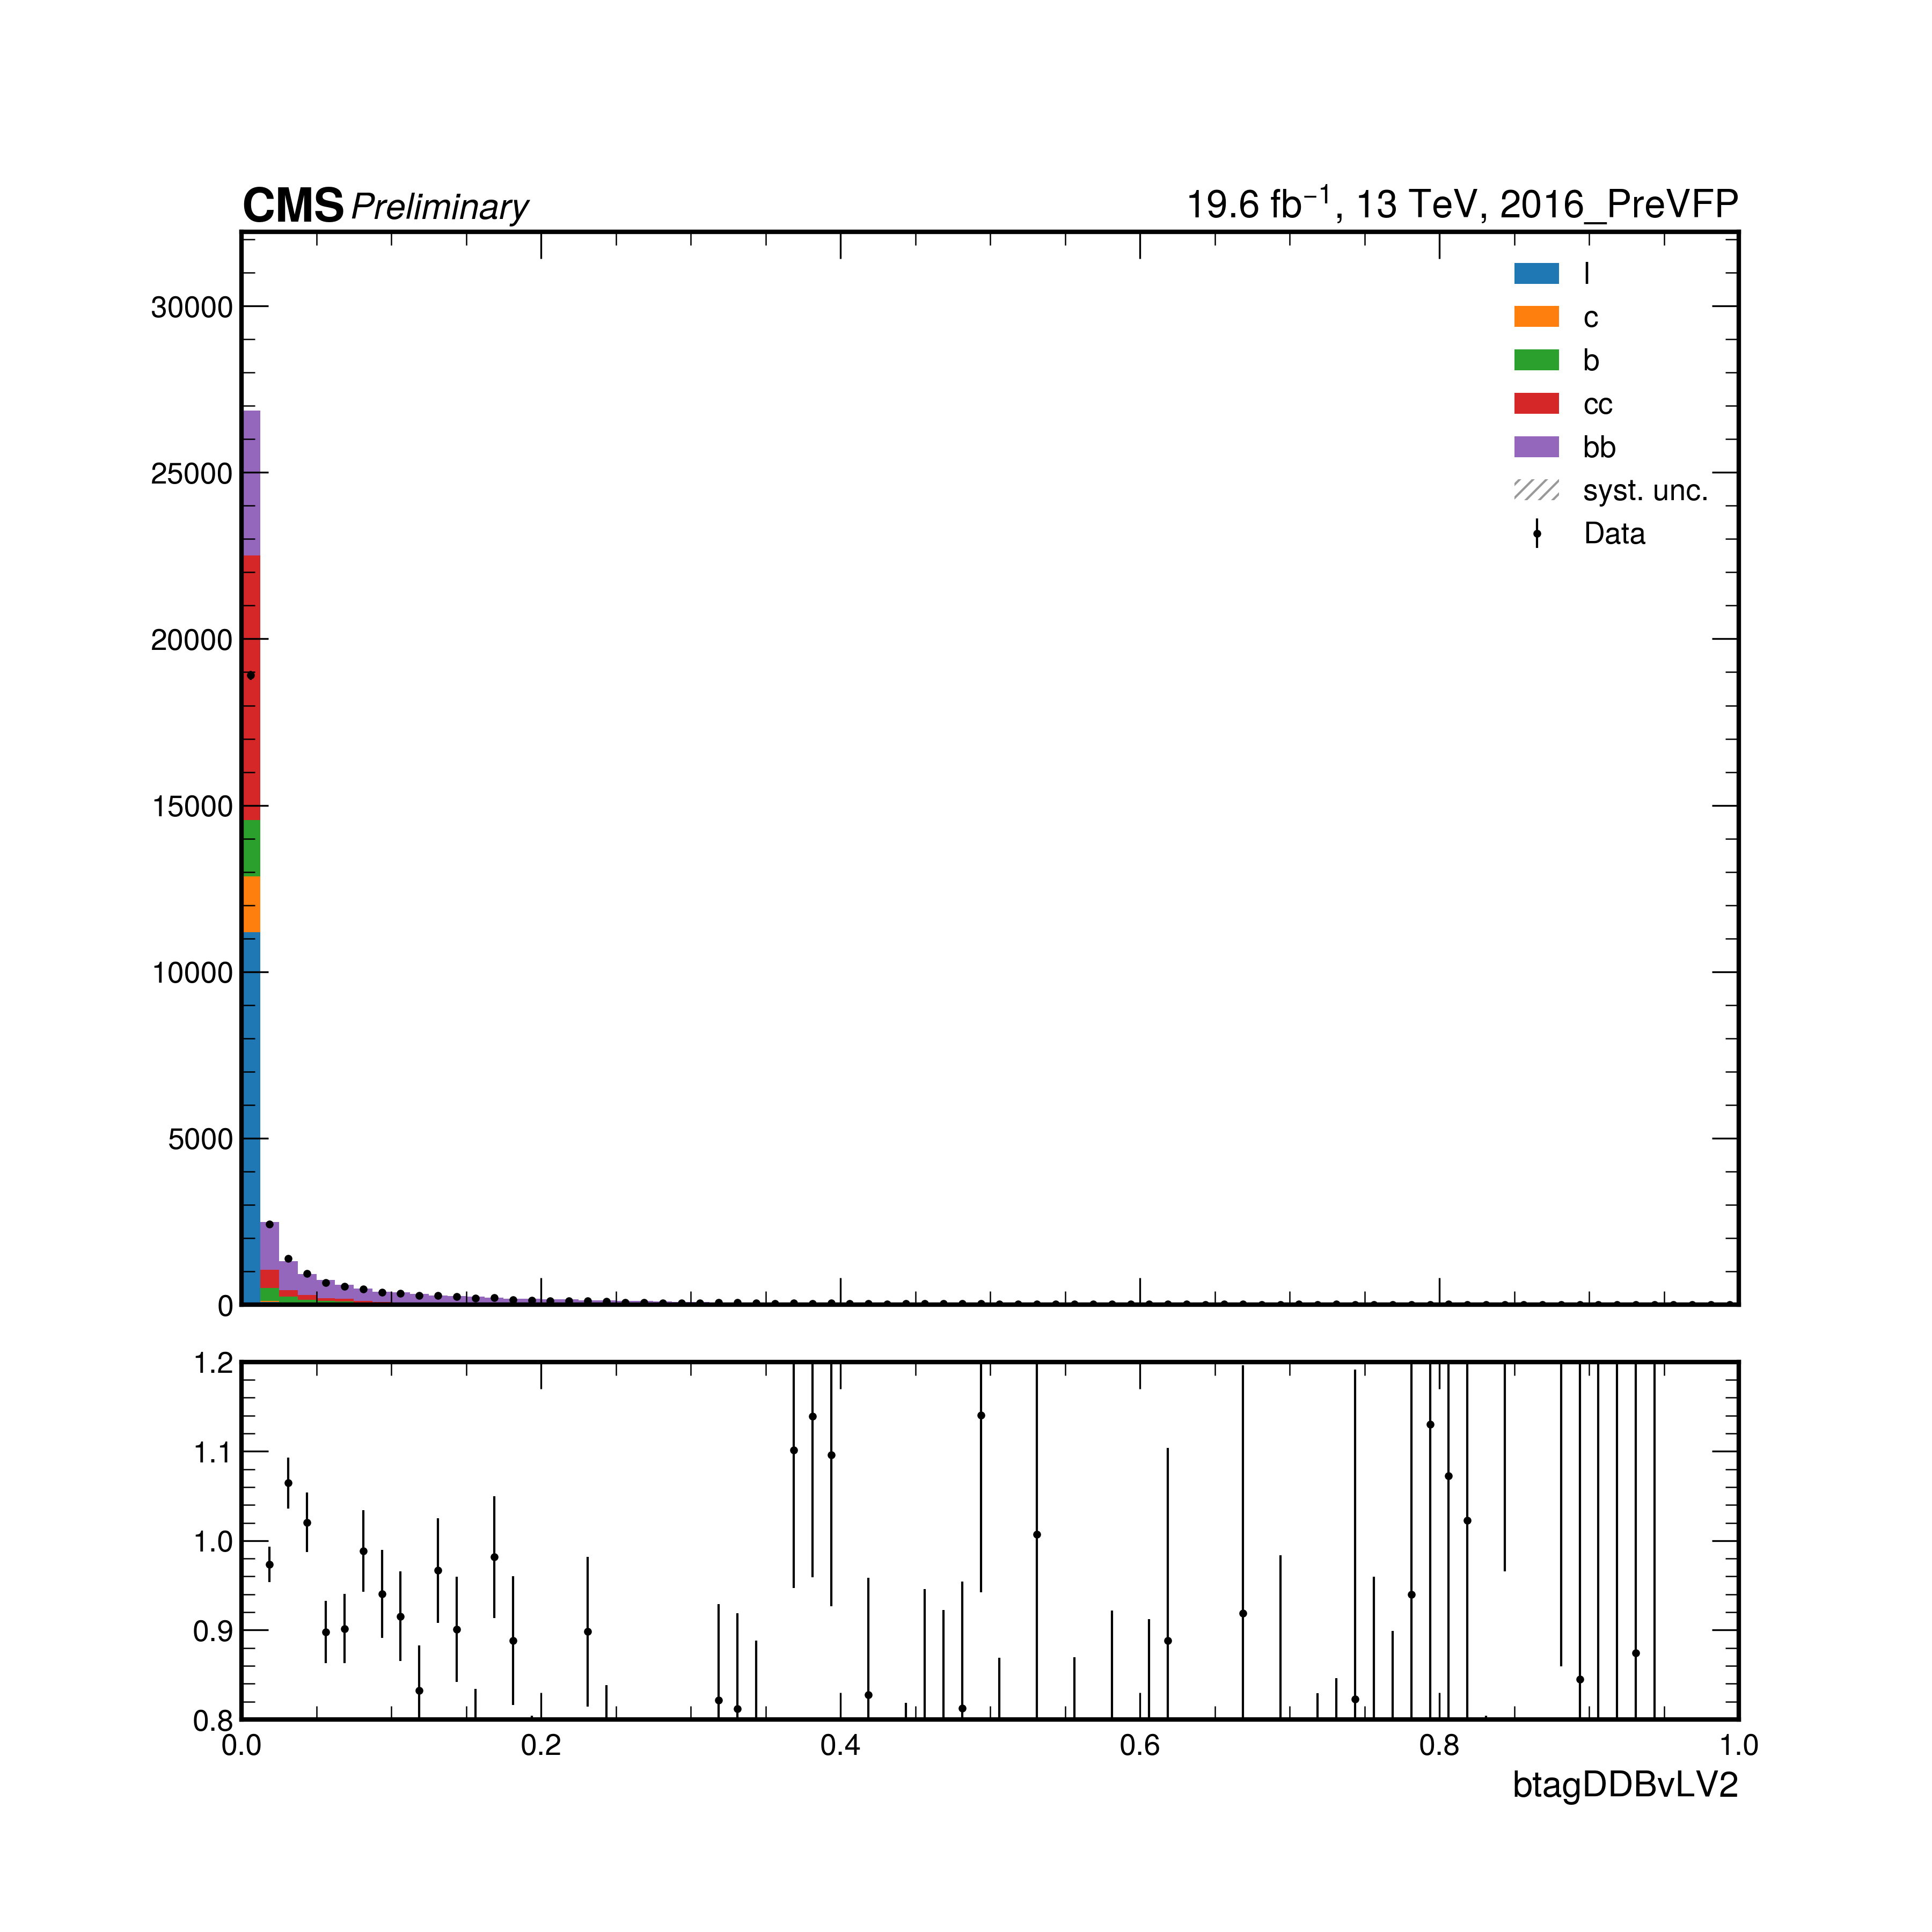 CMS Preliminary 19.6 fb⁻¹, 13 TeV, 2016_PreVFP
30000
25000
20000
15000
10000
5000
0
l
c
b
cc
bb
syst. unc.
Data
1.2
1.1
1.0
0.9
0.8
0.0 0.2 0.4 0.6 0.8 1.0
btagDDBvLV2